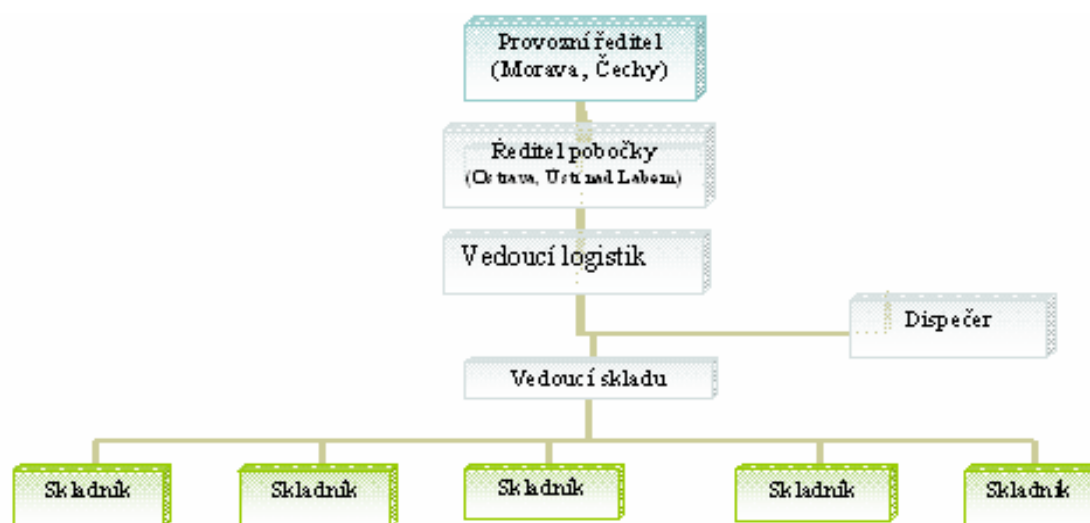 Provozní ředitel
(Morava, Čechy)
Ředitel pobočky
(Ostrava, Ústí nad Labem)
Vedoucí logistik
Dispečer
Vedoucí skladu
Skladník
Skladník
Skladník
Skladník
Skladník